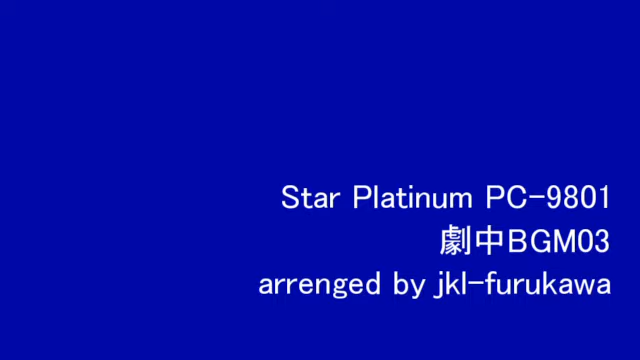 Star Platinum PC-9801
劇中BGM03
arrenged by jkl-furukawa